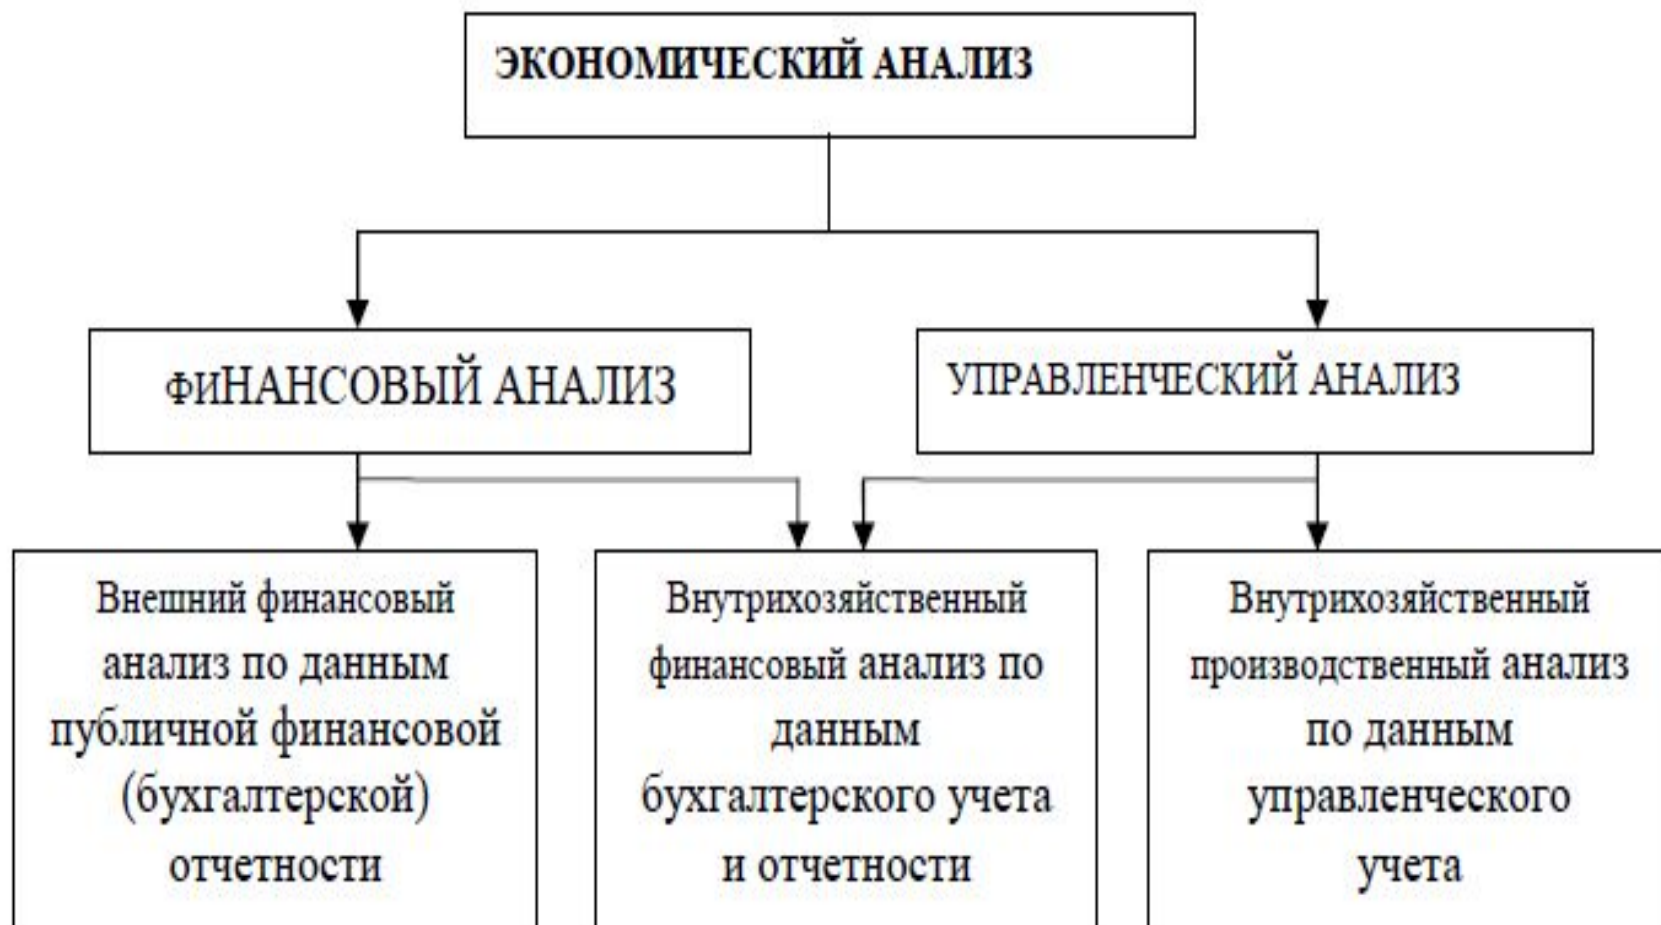 ЭКОНОМИЧЕСКИЙ АНАЛИЗ
ФИНАНСОВЫЙ АНАЛИЗ
УПРАВЛЕНЧЕСКИЙ АНАЛИЗ
Внешний финансовый
анализ по данным
публичной финансовой
(бухгалтерской)
отчетности
Внутрихозяйственный
финансовый анализ по
данным
бухгалтерского учета
и отчетности
Внутрихозяйственный
производственный анализ
по данным
управленческого
учета